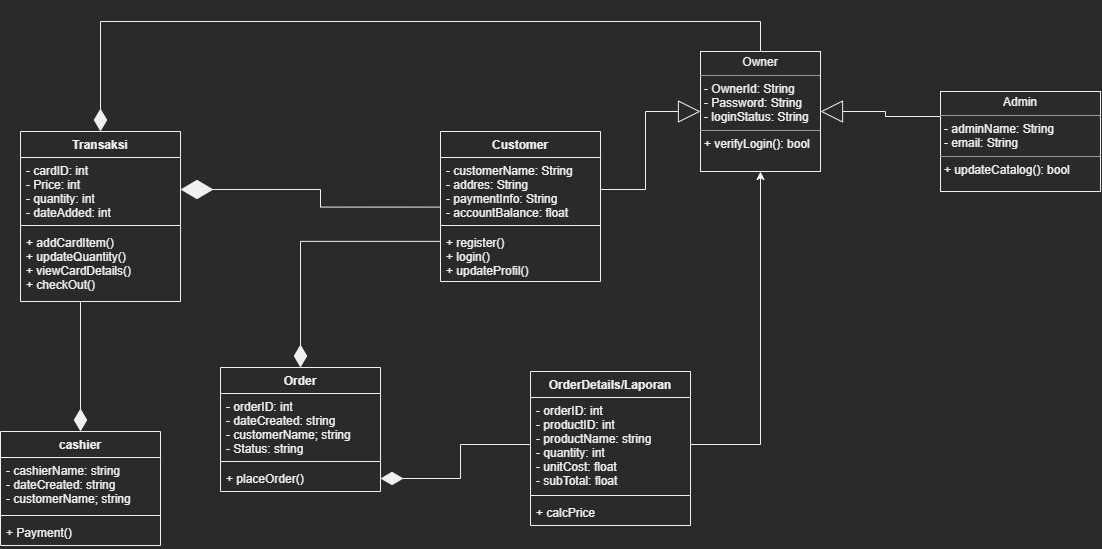 Owner
- OwnerId: String
- Password: String
- loginStatus: String
+ verifyLogin(): bool
Admin
- adminName: String
- email: String
+ updateCatalog(): bool
Transaksi
- cardID: int
- Price: int
- quantity: int
- dateAdded: int
+ addCardItem()
+ updateQuantity()
+ viewCardDetails()
+ checkOut()
Customer
- customerName: String
- addres: String
- paymentInfo: String
- accountBalance: float
+ register()
+ login()
+ updateProfil()
Order
- orderID: int
- dateCreated: string
- customerName; string
- Status: string
+ placeOrder()
OrderDetails/Laporan
- orderID: int
- productID: int
- productName: string
- quantity: int
- unitCost: float
- subTotal: float
+ calcPrice
cashier
- cashierName: string
- dateCreated: string
- customerName; string
+ Payment()